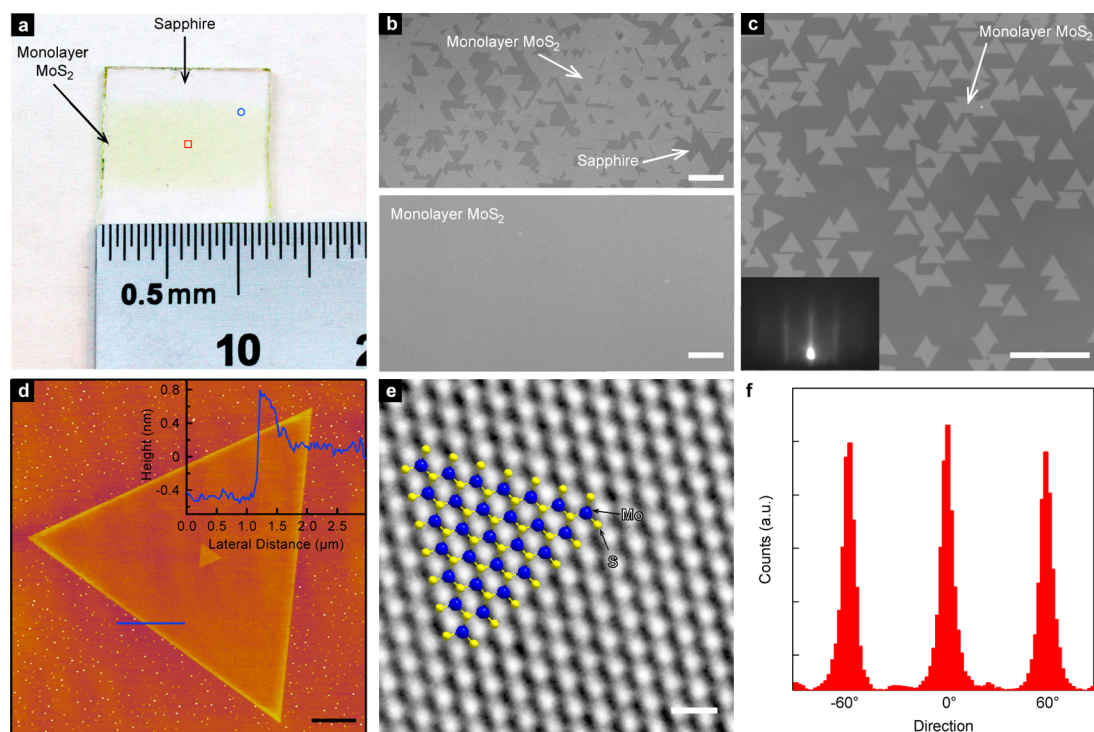 a
Sapphire
Monolayer
MoS₂
0.5 mm
10
b
Monolayer MoS₂
Sapphire
Monolayer MoS₂
c
Monolayer
MoS₂
d
0.8
0.4
0
-0.4
Height (nm)
0.0 0.5 1.0 1.5 2.0 2.5
Lateral Distance (µm)
e
Mo
S
f
Counts (a.u.)
-60° 0° 60°
Direction